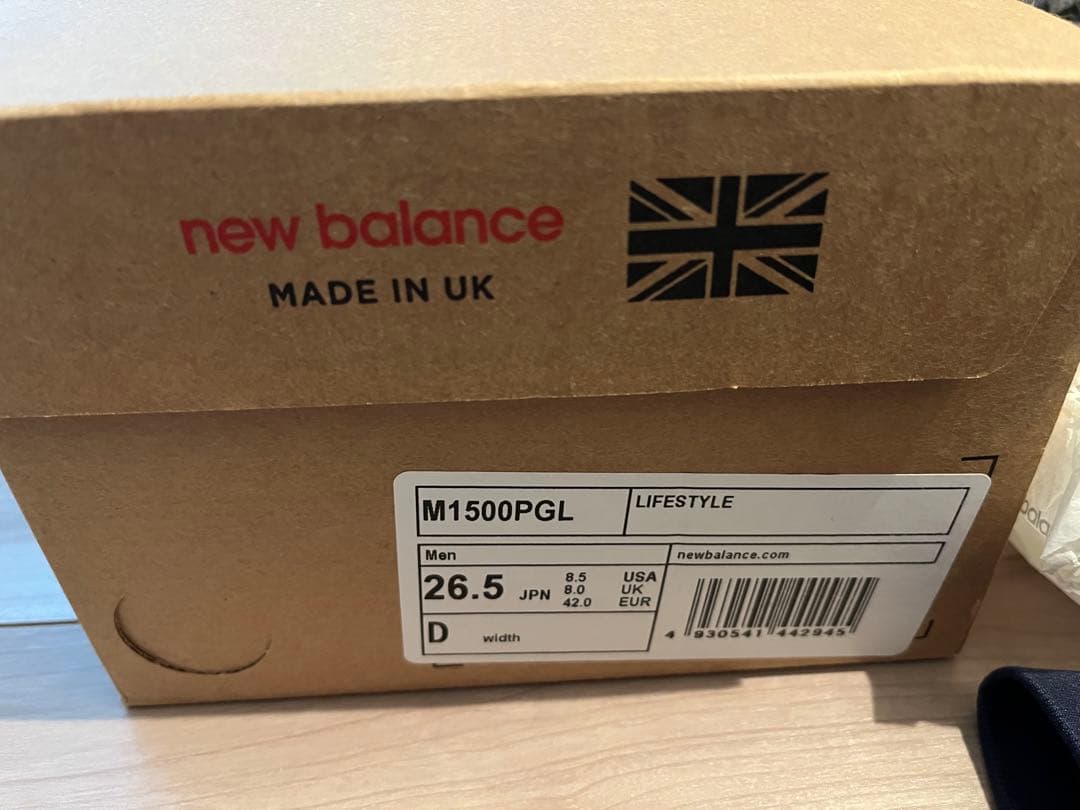 new balance
MADE IN UK
M1500PGL
LIFESTYLE
Men
newbalance.com
26.5 JPN
8.5 USA
8.0 UK
42.0 EUR
D width
4 930541 442945